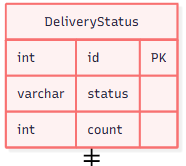 DeliveryStatus
int id PK
varchar status
int count